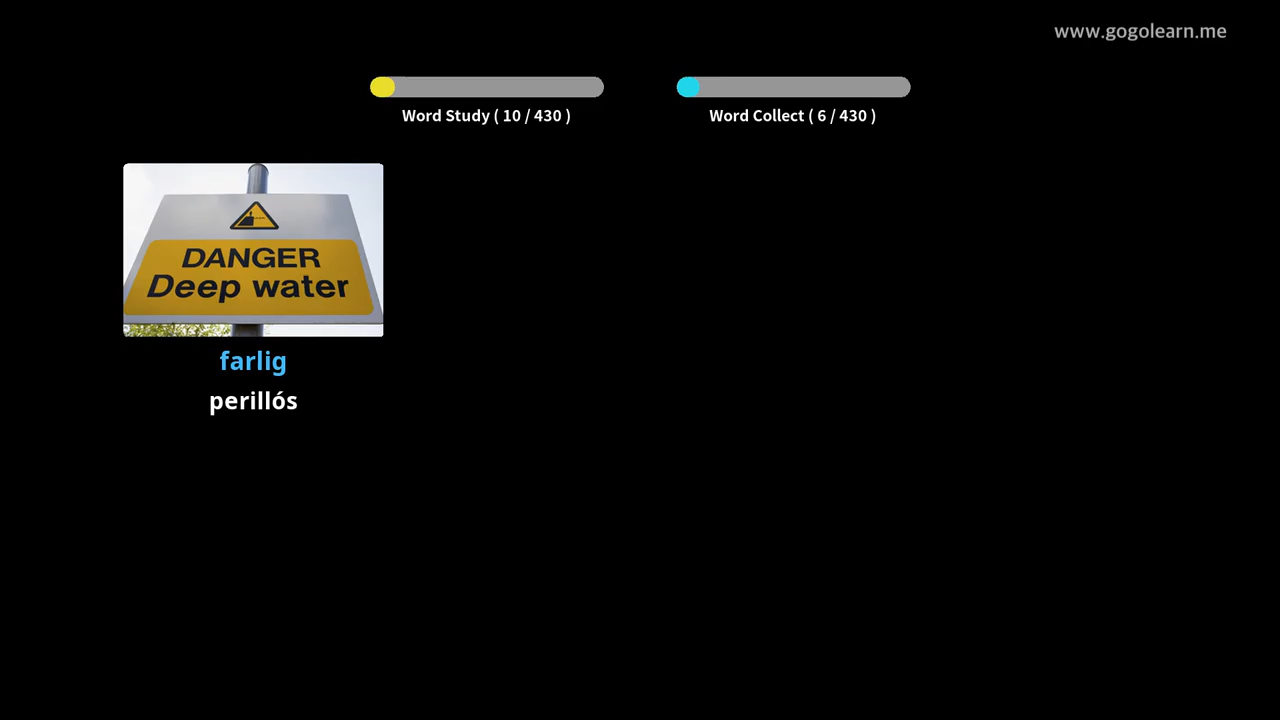 www.gogolearn.me
Word Study ( 10 / 430 )
Word Collect ( 6 / 430 )
DANGER
Deep water
farlig
perillós